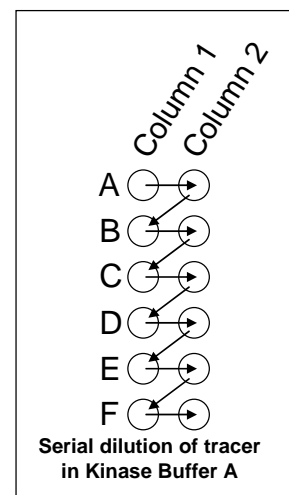 Column 1
Column 2
A
B
C
D
E
F
Serial dilution of tracer
in Kinase Buffer A